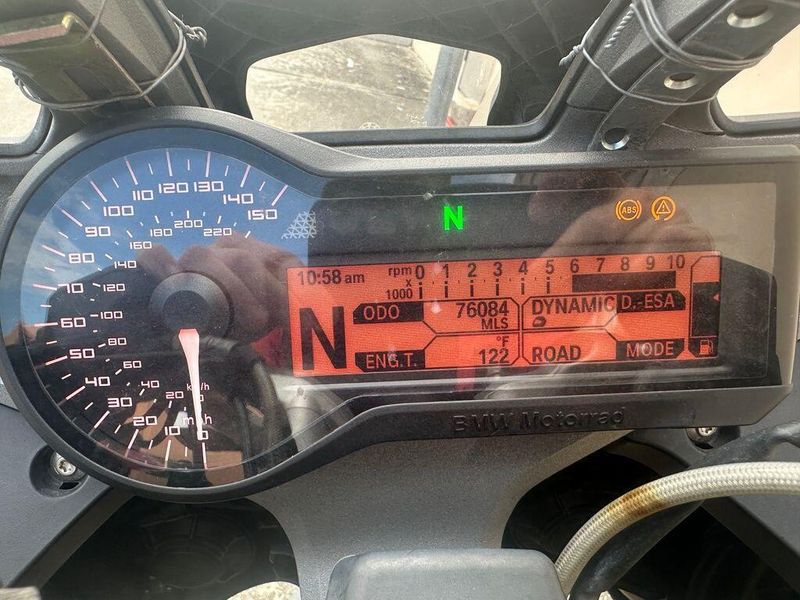 110 120 130
100 140
90 150
160 180 200 220
80 140
70 120
60 100
50 80
40 60 40
30 20 km/h
20 10 0 mph
0
N
ABS
10:58 am rpm x 1000 0 1 2 3 4 5 6 7 8 9 10
N
ODO 76084 MLS
DYNAMIC D.-ESA
ENG.T. °F 122
ROAD MODE
BMW Motorrad